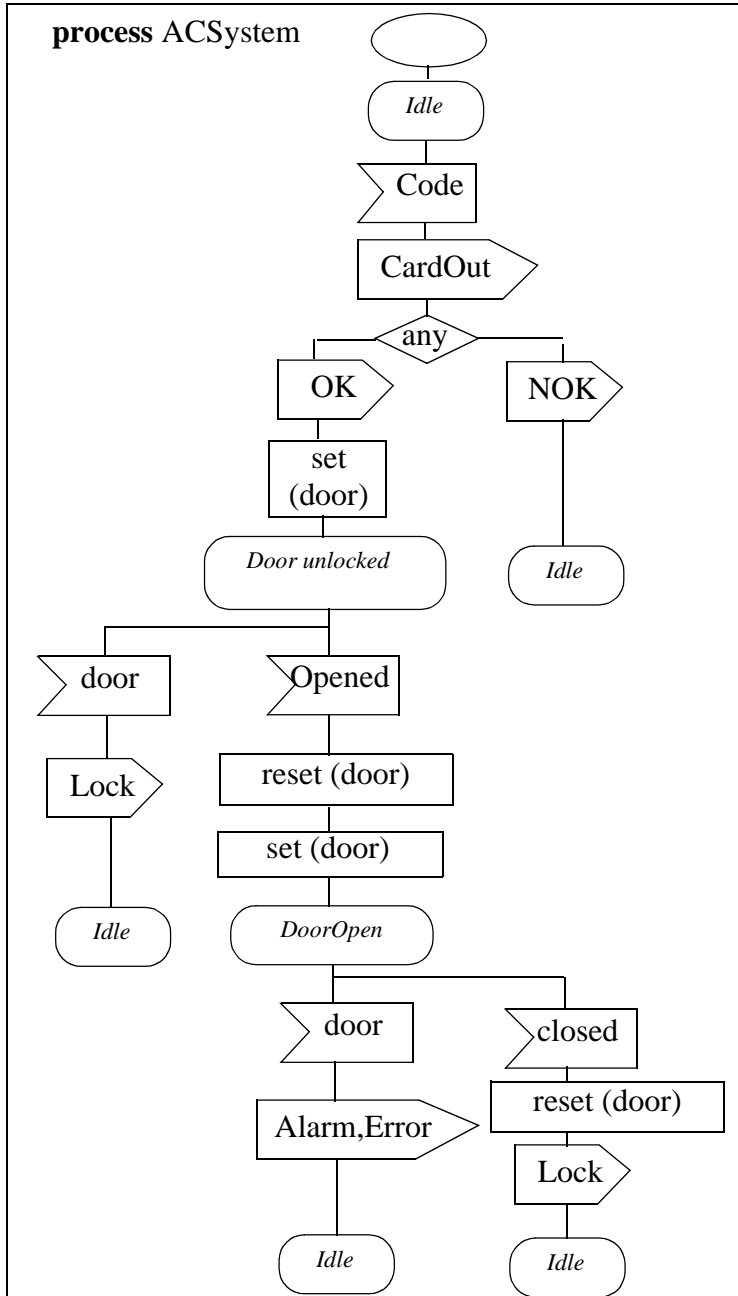 process ACSystem
Idle
Code
CardOut
any
OK
NOK
set
(door)
Door unlocked
Idle
door
Opened
Lock
reset (door)
set (door)
Idle
DoorOpen
door
closed
Alarm,Error
reset (door)
Lock
Idle
Idle